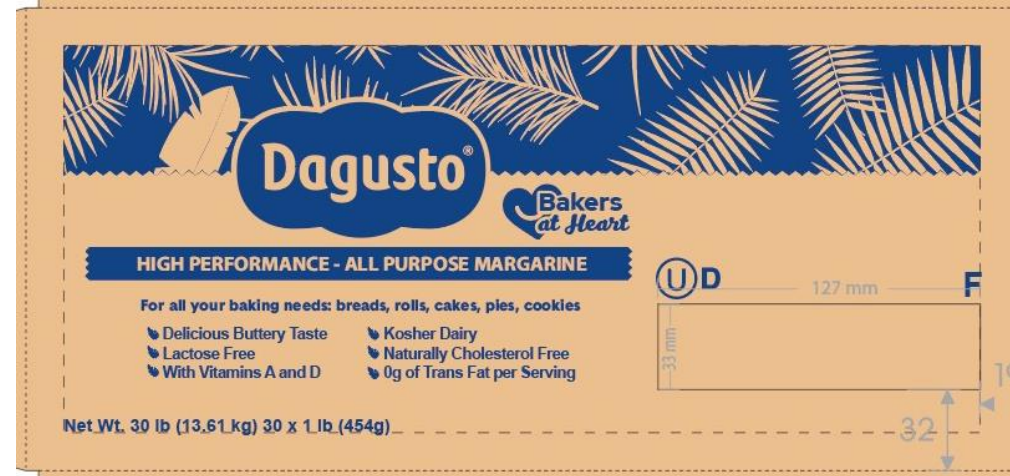 Dagusto®
Bakers
at Heart
HIGH PERFORMANCE - ALL PURPOSE MARGARINE
U D
127 mm
F
For all your baking needs: breads, rolls, cakes, pies, cookies
Delicious Buttery Taste
Kosher Dairy
Lactose Free
Naturally Cholesterol Free
With Vitamins A and D
0g of Trans Fat per Serving
33 mm
Net Wt. 30 lb (13.61 kg) 30 x 1 lb (454g)
32